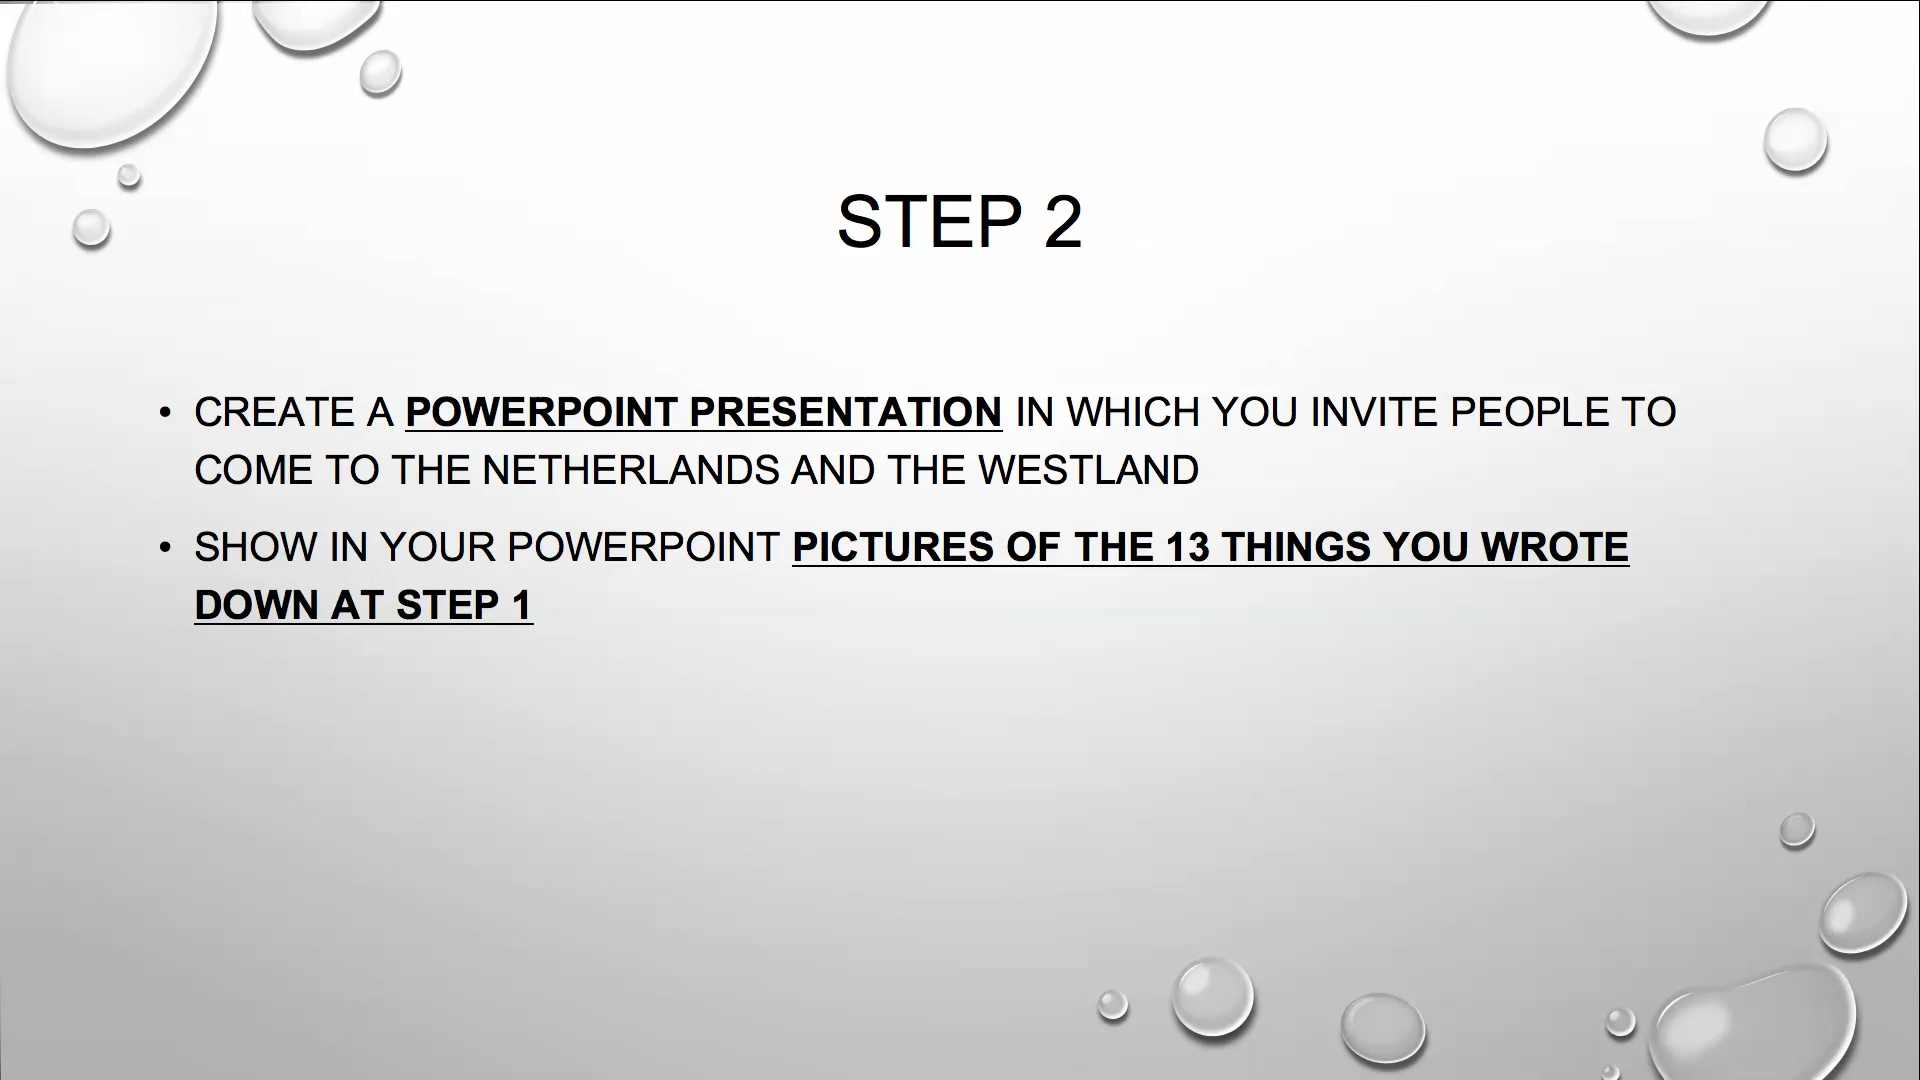 STEP 2
• CREATE A POWERPOINT PRESENTATION IN WHICH YOU INVITE PEOPLE TO
COME TO THE NETHERLANDS AND THE WESTLAND
• SHOW IN YOUR POWERPOINT PICTURES OF THE 13 THINGS YOU WROTE
DOWN AT STEP 1